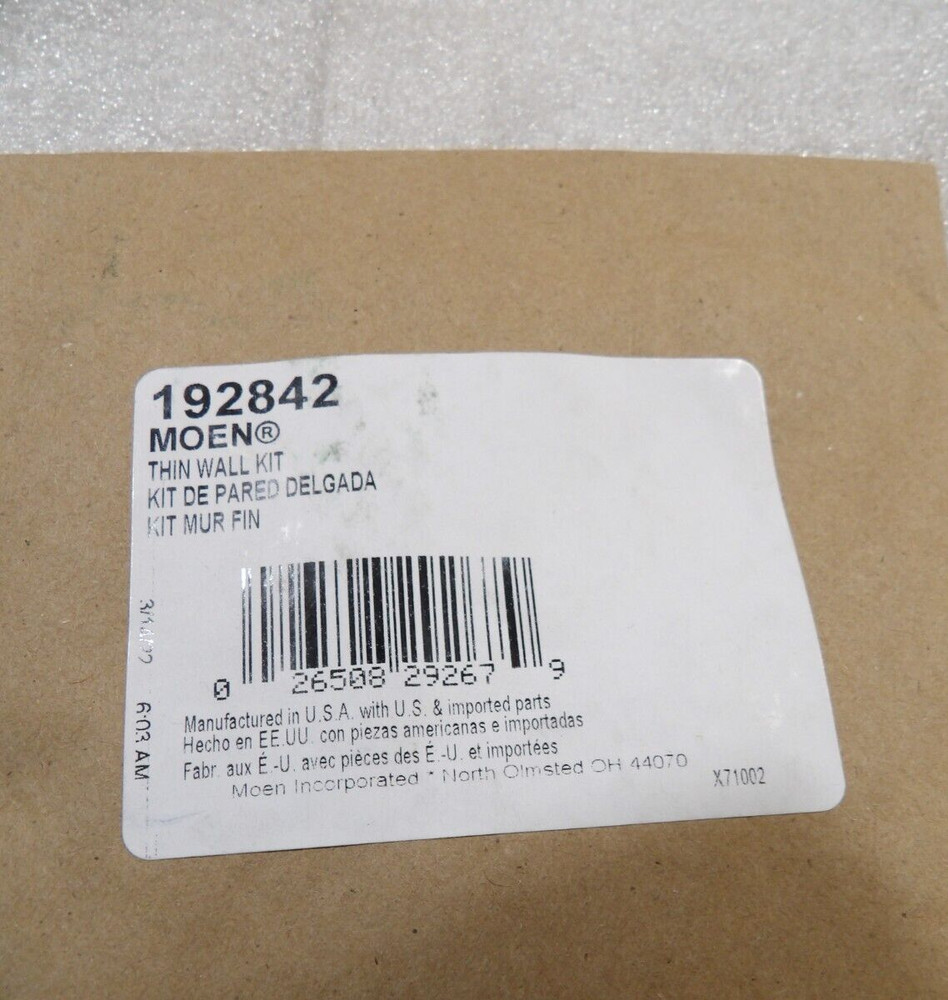 192842
MOEN®
THIN WALL KIT
KIT DE PARED DELGADA
KIT MUR FIN
0 26508 29267 9
Manufactured in U.S.A. with U.S. & imported parts
Hecho en EE.UU. con piezas americanas e importadas
Fabr. aux É.-U. avec pièces des É.-U. et importées
Moen Incorporated * North Olmsted OH 44070
X71002
6:03 AM